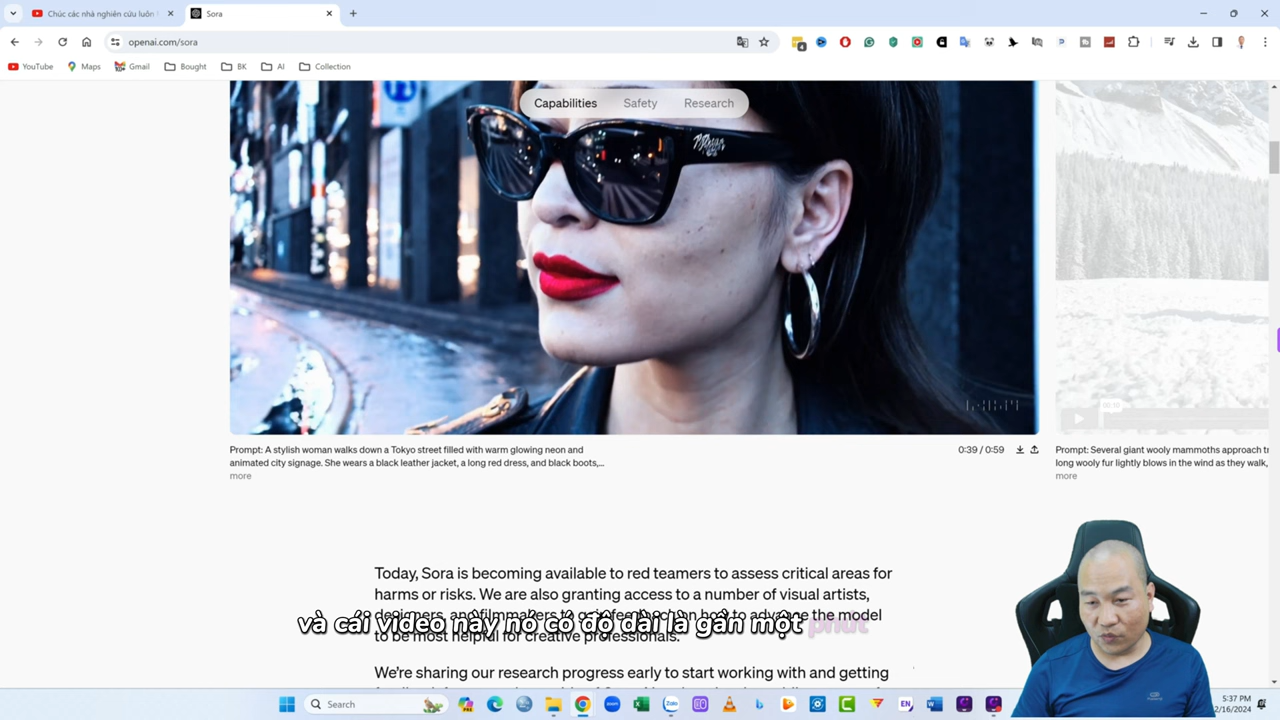 Chúc các nhà nghiên cứu luôn
Sora
openai.com/sora
YouTube
Maps
Gmail
Bought
BK
AI
Collection
Capabilities
Safety
Research
00:10
Prompt: A stylish woman walks down a Tokyo street filled with warm glowing neon and
animated city signage. She wears a black leather jacket, a long red dress, and black boots,...
more
0:39 / 0:59
Prompt: Several giant wooly mammoths approach
long wooly fur lightly blows in the wind as they walk,
more
Today, Sora is becoming available to red teamers to assess critical areas for
harms or risks. We are also granting access to a number of visual artists,
và cái video này nó có độ dài là gần một phút
to be most helpful for creative professionals.
We're sharing our research progress early to start working with and getting
Search
5:37 PM
2/16/2024